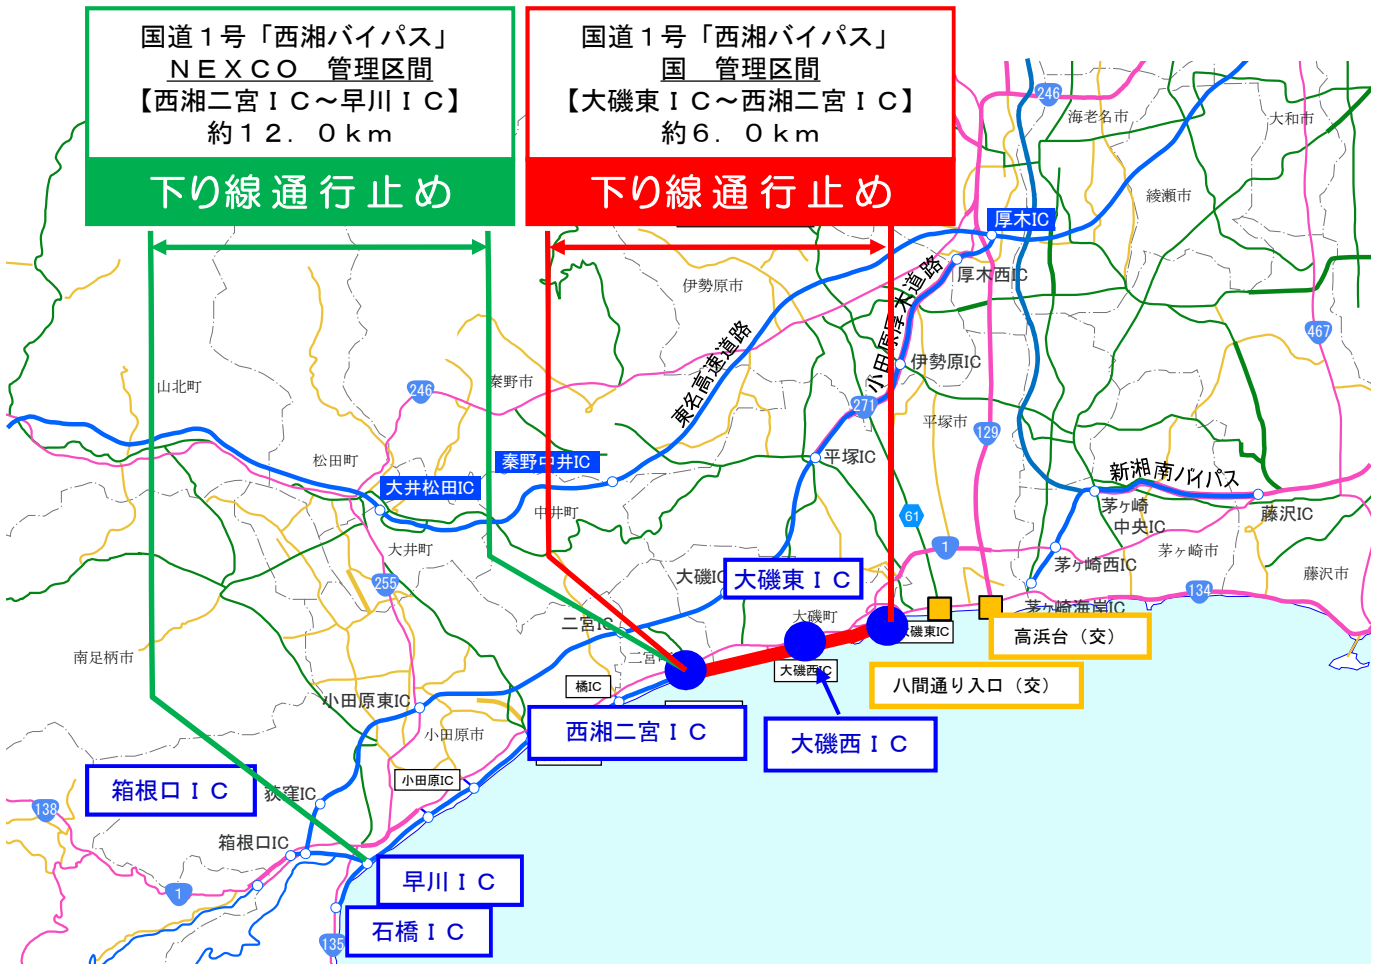 国道１号「西湘バイパス」
ＮＥＸＣＯ　管理区間
【西湘二宮ＩＣ～早川ＩＣ】
約１２．０ｋｍ
下り線通行止め
国道１号「西湘バイパス」
国　管理区間
【大磯東ＩＣ～西湘二宮ＩＣ】
約６．０ｋｍ
下り線通行止め
246
海老名市
大和市
綾瀬市
厚木IC
厚木西IC
伊勢原市
小田原厚木道路
東名高速道路
467
伊勢原IC
山北町
246
秦野市
271
平塚市
129
松田町
秦野中井IC
平塚IC
新湘南バイパス
大井松田IC
中井町
61
茅ヶ崎
中央IC
藤沢IC
大井町
1
茅ヶ崎西IC
茅ヶ崎市
藤沢市
255
大磯IC
大磯東ＩＣ
134
茅ヶ崎海岸IC
大磯町
二宮IC
大磯東IC
高浜台（交）
南足柄市
二宮町
大磯西IC
橘IC
八間通り入口（交）
小田原東IC
小田原市
西湘二宮ＩＣ
大磯西ＩＣ
小田原IC
箱根口ＩＣ
荻窪IC
138
箱根口IC
早川ＩＣ
1
石橋ＩＣ
135